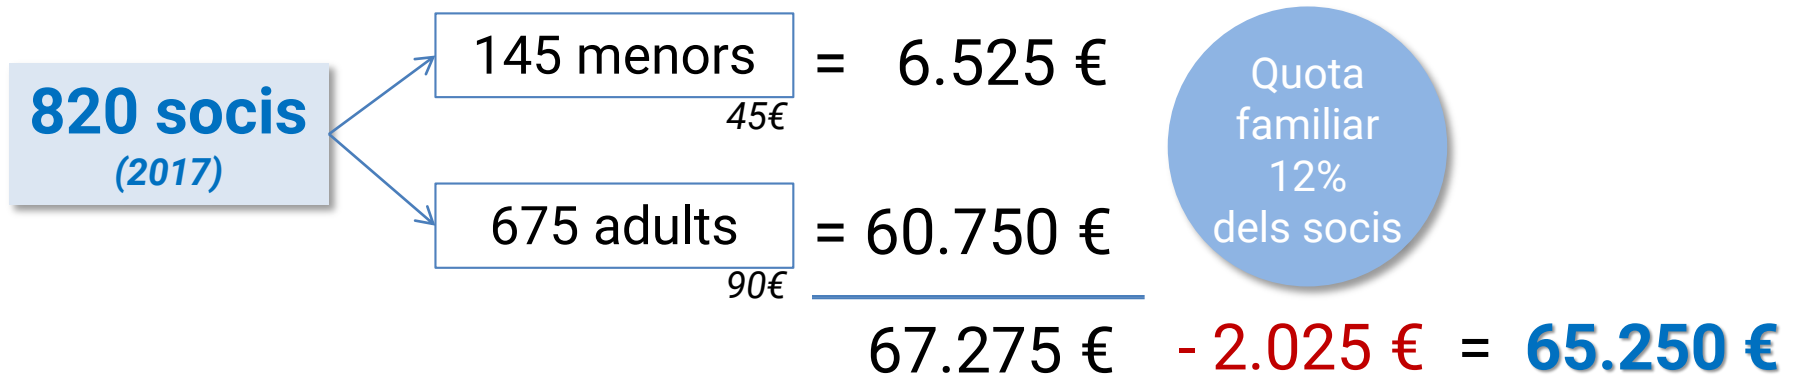 820 socis
(2017)
145 menors
45€
= 6.525 €
675 adults
90€
= 60.750 €
Quota
familiar
12%
dels socis
67.275 € - 2.025 € = 65.250 €